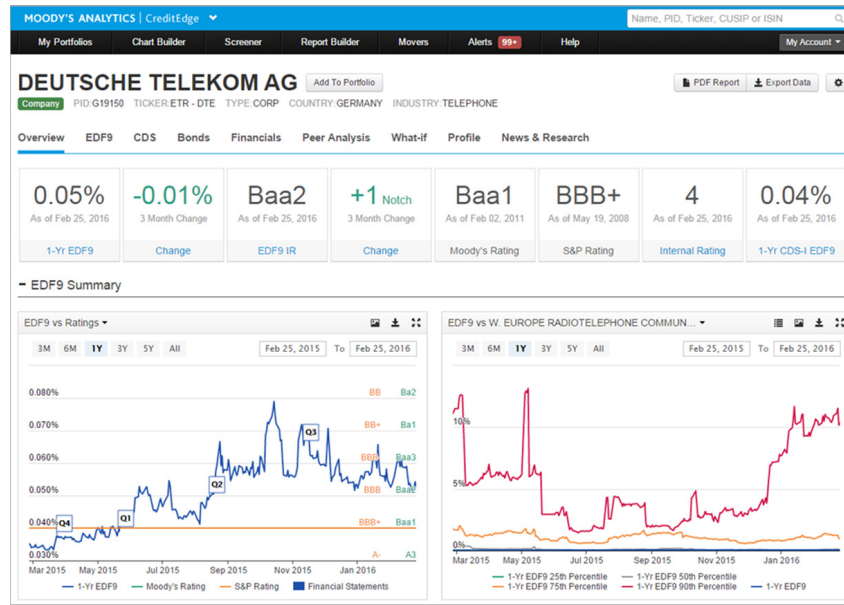 MOODY'S ANALYTICS | CreditEdge
Name, PID, Ticker, CUSIP or ISIN
My Portfolios Chart Builder Screener Report Builder Movers Alerts 99+ Help My Account
DEUTSCHE TELEKOM AG Add To Portfolio PDF Report Export Data
Company PID:G19150 TICKER:ETR - DTE TYPE:CORP COUNTRY:GERMANY INDUSTRY:TELEPHONE
Overview EDF9 CDS Bonds Financials Peer Analysis What-if Profile News & Research
0.05% -0.01% Baa2 +1 Notch Baa1 BBB+ 4 0.04%
As of Feb 25, 2016 3 Month Change As of Feb 25, 2016 3 Month Change As of Feb 02, 2011 As of May 19, 2008 As of Feb 25, 2016 As of Feb 25, 2016
1-Yr EDF9 Change EDF9 IR Change Moody's Rating S&P Rating Internal Rating 1-Yr CDS-I EDF9
EDF9 Summary
EDF9 vs Ratings
3M 6M 1Y 3Y 5Y All Feb 25, 2015 To Feb 25, 2016
0.080% BB Ba2
0.070% BB+ Ba1
Q3
0.060% BBB- Baa3
Q2
0.050% BBB Baa2
Q4 Q1
0.040% BBB+ Baa1
0.030% A- A3
Mar 2015 May 2015 Jul 2015 Sep 2015 Nov 2015 Jan 2016
1-Yr EDF9 Moody's Rating S&P Rating Financial Statements
EDF9 vs W. EUROPE RADIOTELEPHONE COMMUN...
3M 6M 1Y 3Y 5Y All Feb 25, 2015 To Feb 25, 2016
10%
5%
0%
Mar 2015 May 2015 Jul 2015 Sep 2015 Nov 2015 Jan 2016
1-Yr EDF9 25th Percentile 1-Yr EDF9 50th Percentile
1-Yr EDF9 75th Percentile 1-Yr EDF9 90th Percentile 1-Yr EDF9